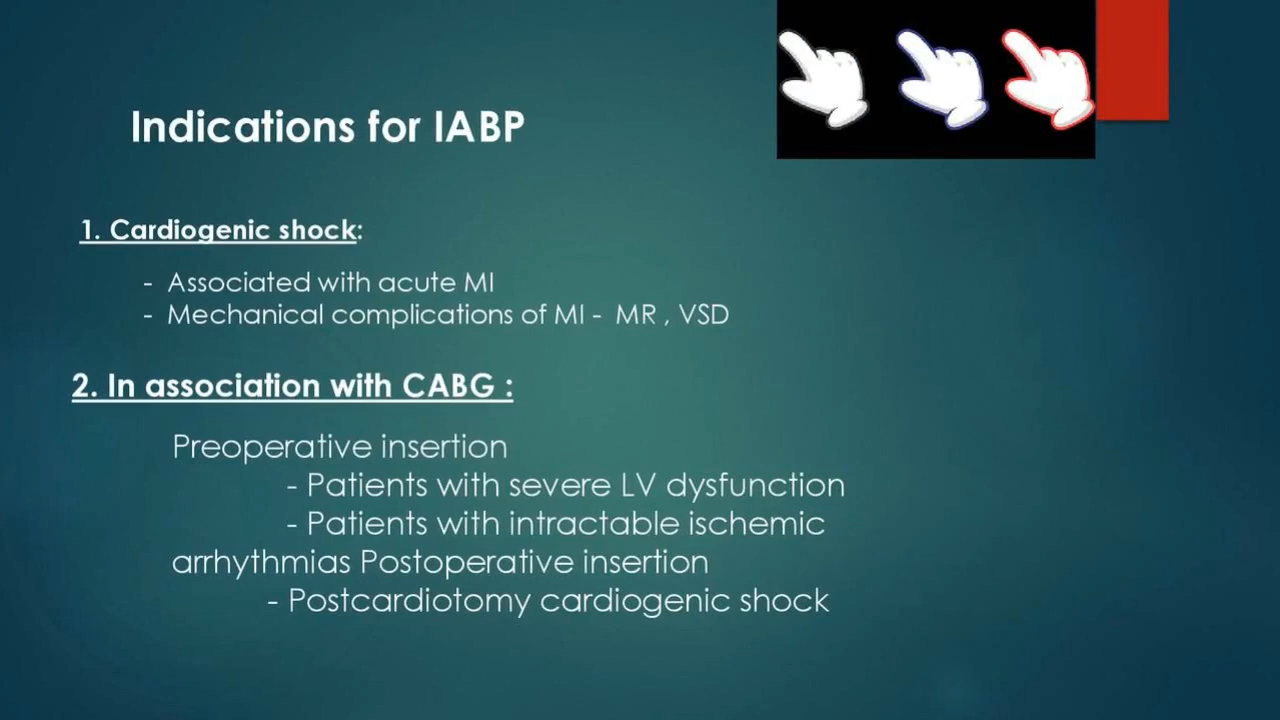 Indications for IABP
1. Cardiogenic shock:
- Associated with acute MI
- Mechanical complications of MI - MR , VSD
2. In association with CABG :
Preoperative insertion
- Patients with severe LV dysfunction
- Patients with intractable ischemic
arrhythmias Postoperative insertion
- Postcardiotomy cardiogenic shock